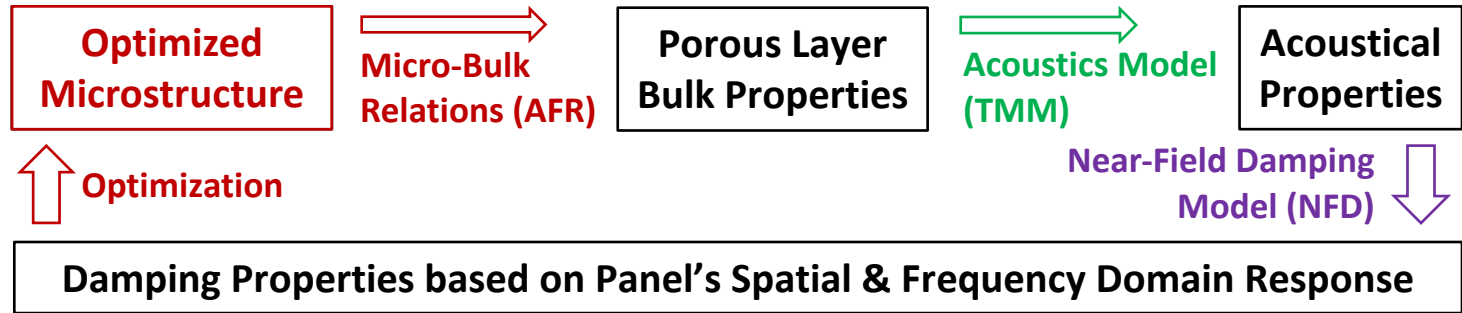 Optimized
Microstructure
Micro-Bulk
Relations (AFR)
Porous Layer
Bulk Properties
Acoustics Model
(TMM)
Acoustical
Properties
Optimization
Near-Field Damping
Model (NFD)
Damping Properties based on Panel’s Spatial & Frequency Domain Response